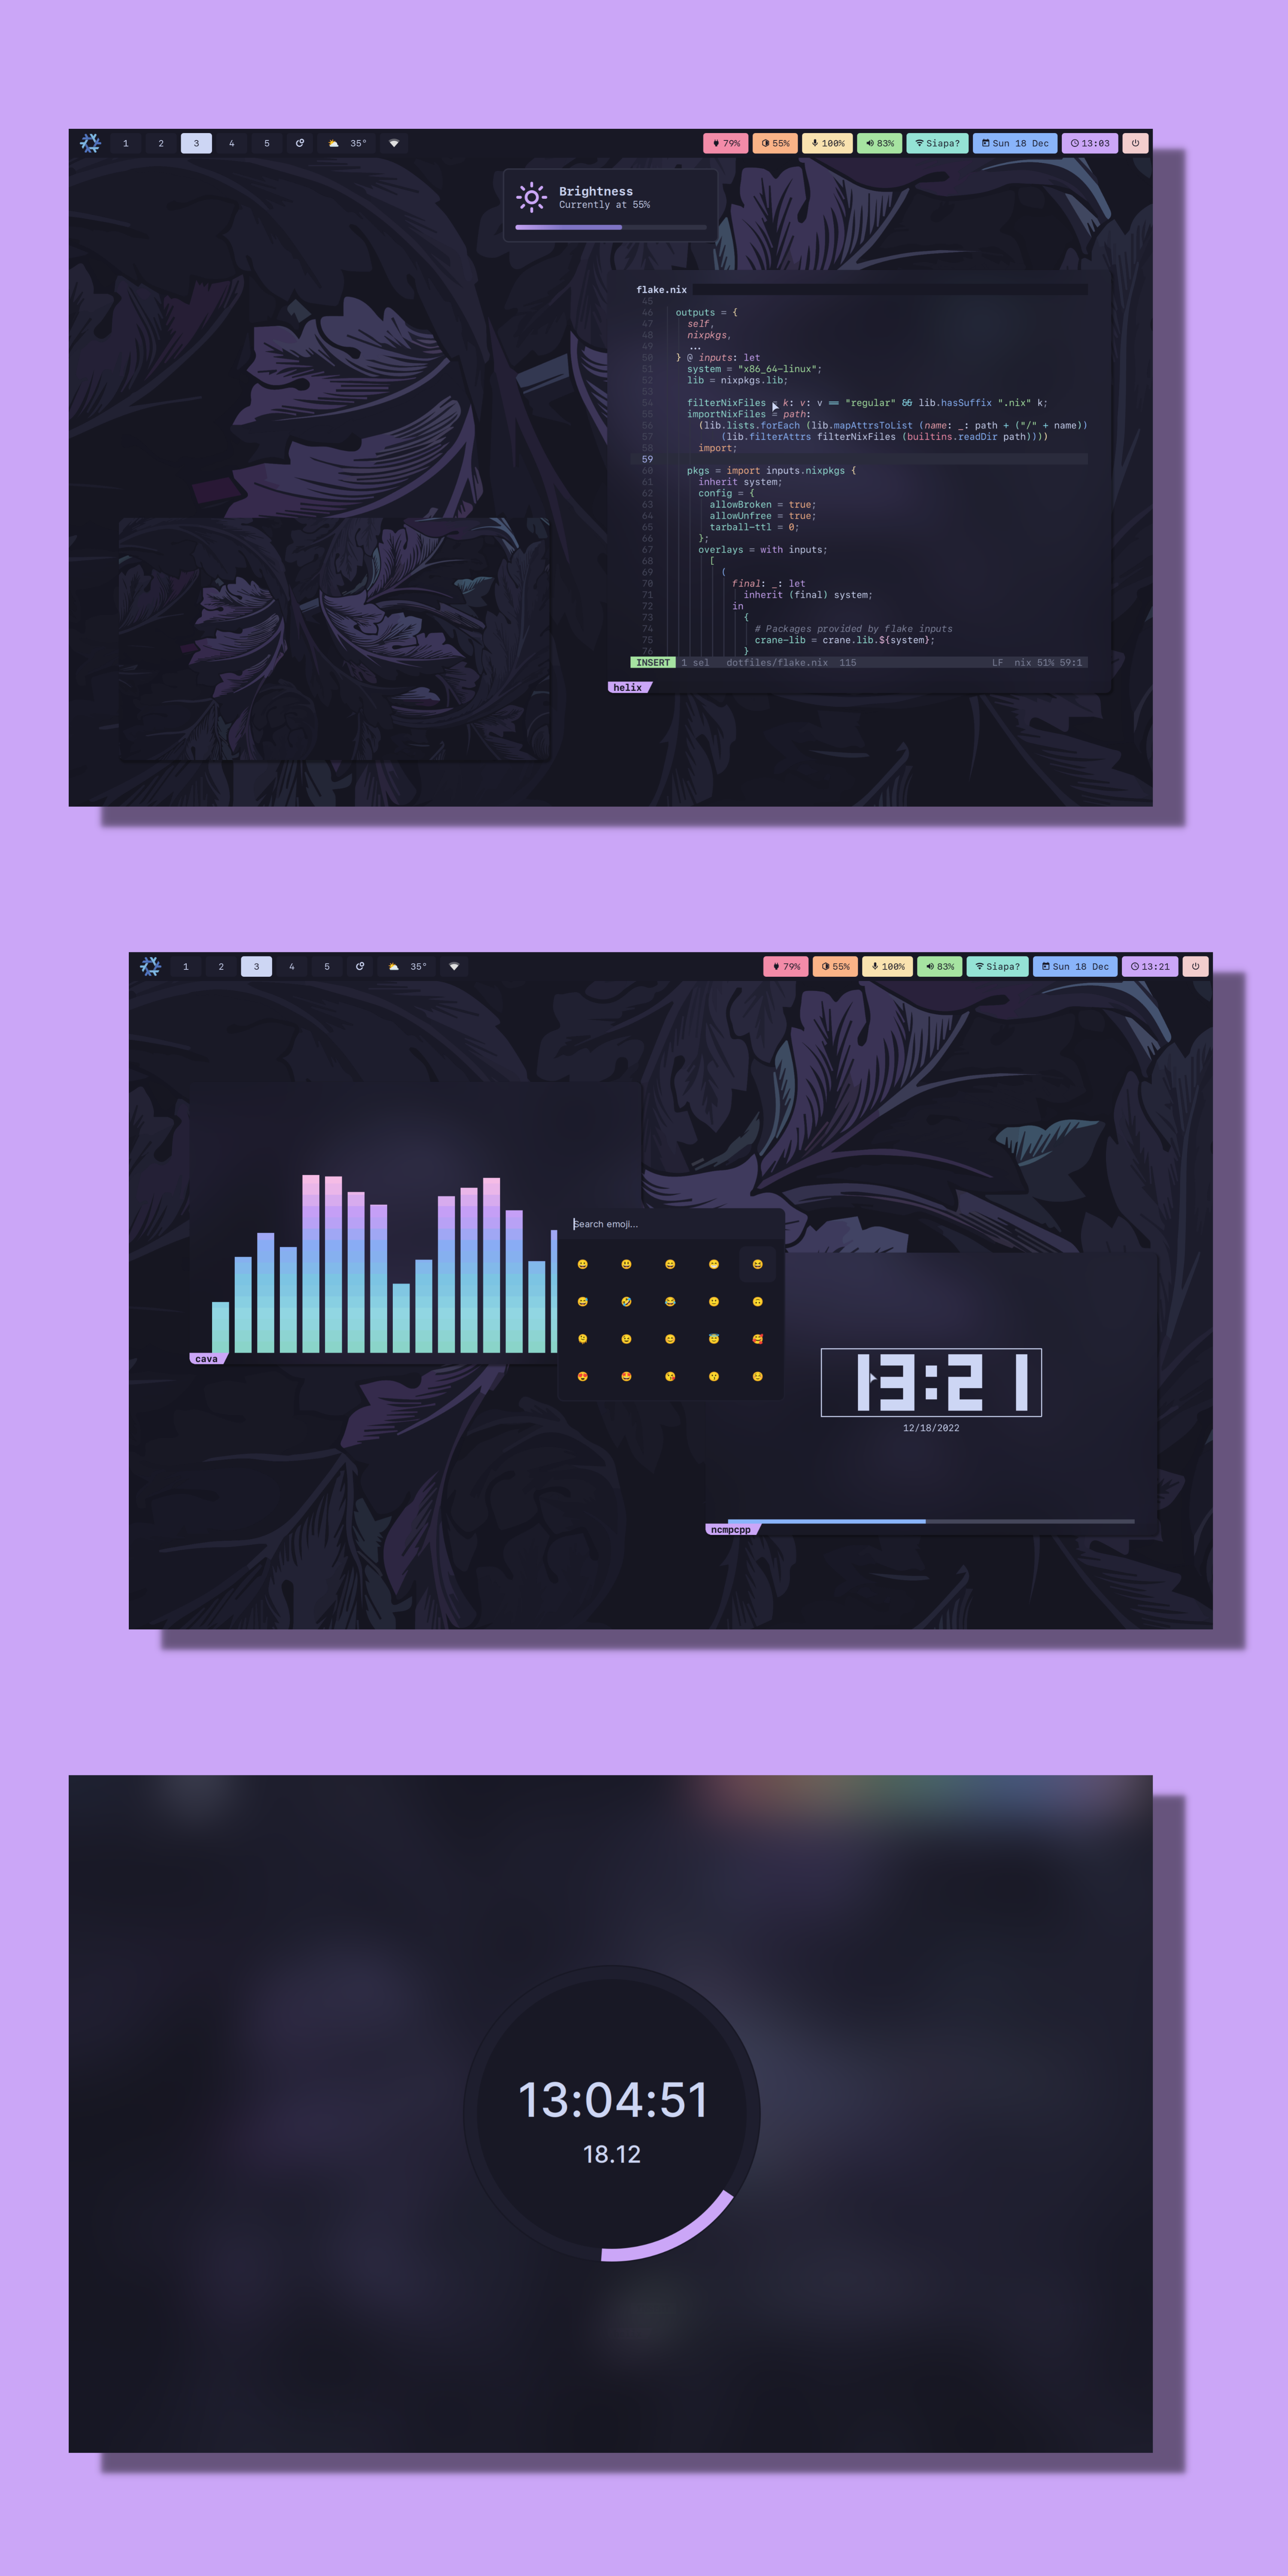 1 2 3 4 5 35° 79% 55% 100% 83% Siapa? Sun 18 Dec 13:03
Brightness
Currently at 55%
flake.nix
45
46 outputs = {
47 self,
48 nixpkgs,
49 ...
50 } @ inputs: let
51 system = "x86_64-linux";
52 lib = nixpkgs.lib;
53
54 filterNixFiles = k: v: v == "regular" && lib.hasSuffix ".nix" k;
55 importNixFiles = path:
56 (lib.lists.forEach (lib.mapAttrsToList (name: _: path + ("/" + name))
57 (lib.filterAttrs filterNixFiles (builtins.readDir path))))
58 import;
59
60 pkgs = import inputs.nixpkgs {
61 inherit system;
62 config = {
63 allowBroken = true;
64 allowUnfree = true;
65 tarball-ttl = 0;
66 };
67 overlays = with inputs;
68 [
69 (
70 final: _: let
71 inherit (final) system;
72 in
73 {
74 # Packages provided by flake inputs
75 crane-lib = crane.lib.${system};
76 }
INSERT 1 sel dotfiles/flake.nix 115 LF nix 51% 59:1
helix
1 2 3 4 5 35° 79% 55% 100% 83% Siapa? Sun 18 Dec 13:21
Search emoji...
cava
13:21
12/18/2022
ncmpcpp
13:04:51
18.12